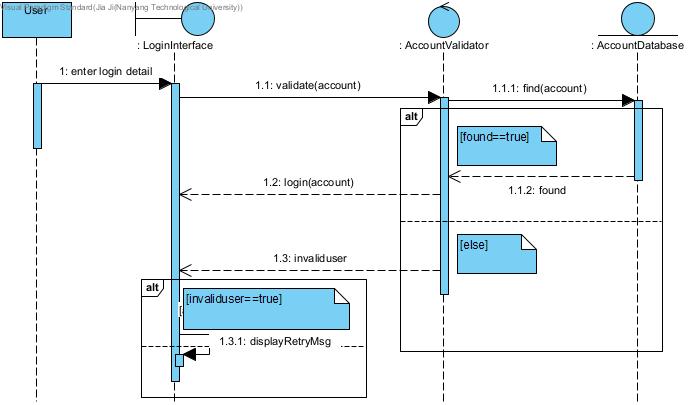 Visual Paradigm Standard(Jia Ji(Nanyang Technological University))
User
: LoginInterface
: AccountValidator
: AccountDatabase
1: enter login detail
1.1: validate(account)
1.1.1: find(account)
alt
[found==true]
1.2: login(account)
1.1.2: found
[else]
1.3: invaliduser
alt
[invaliduser==true]
[
1.3.1: displayRetryMsg